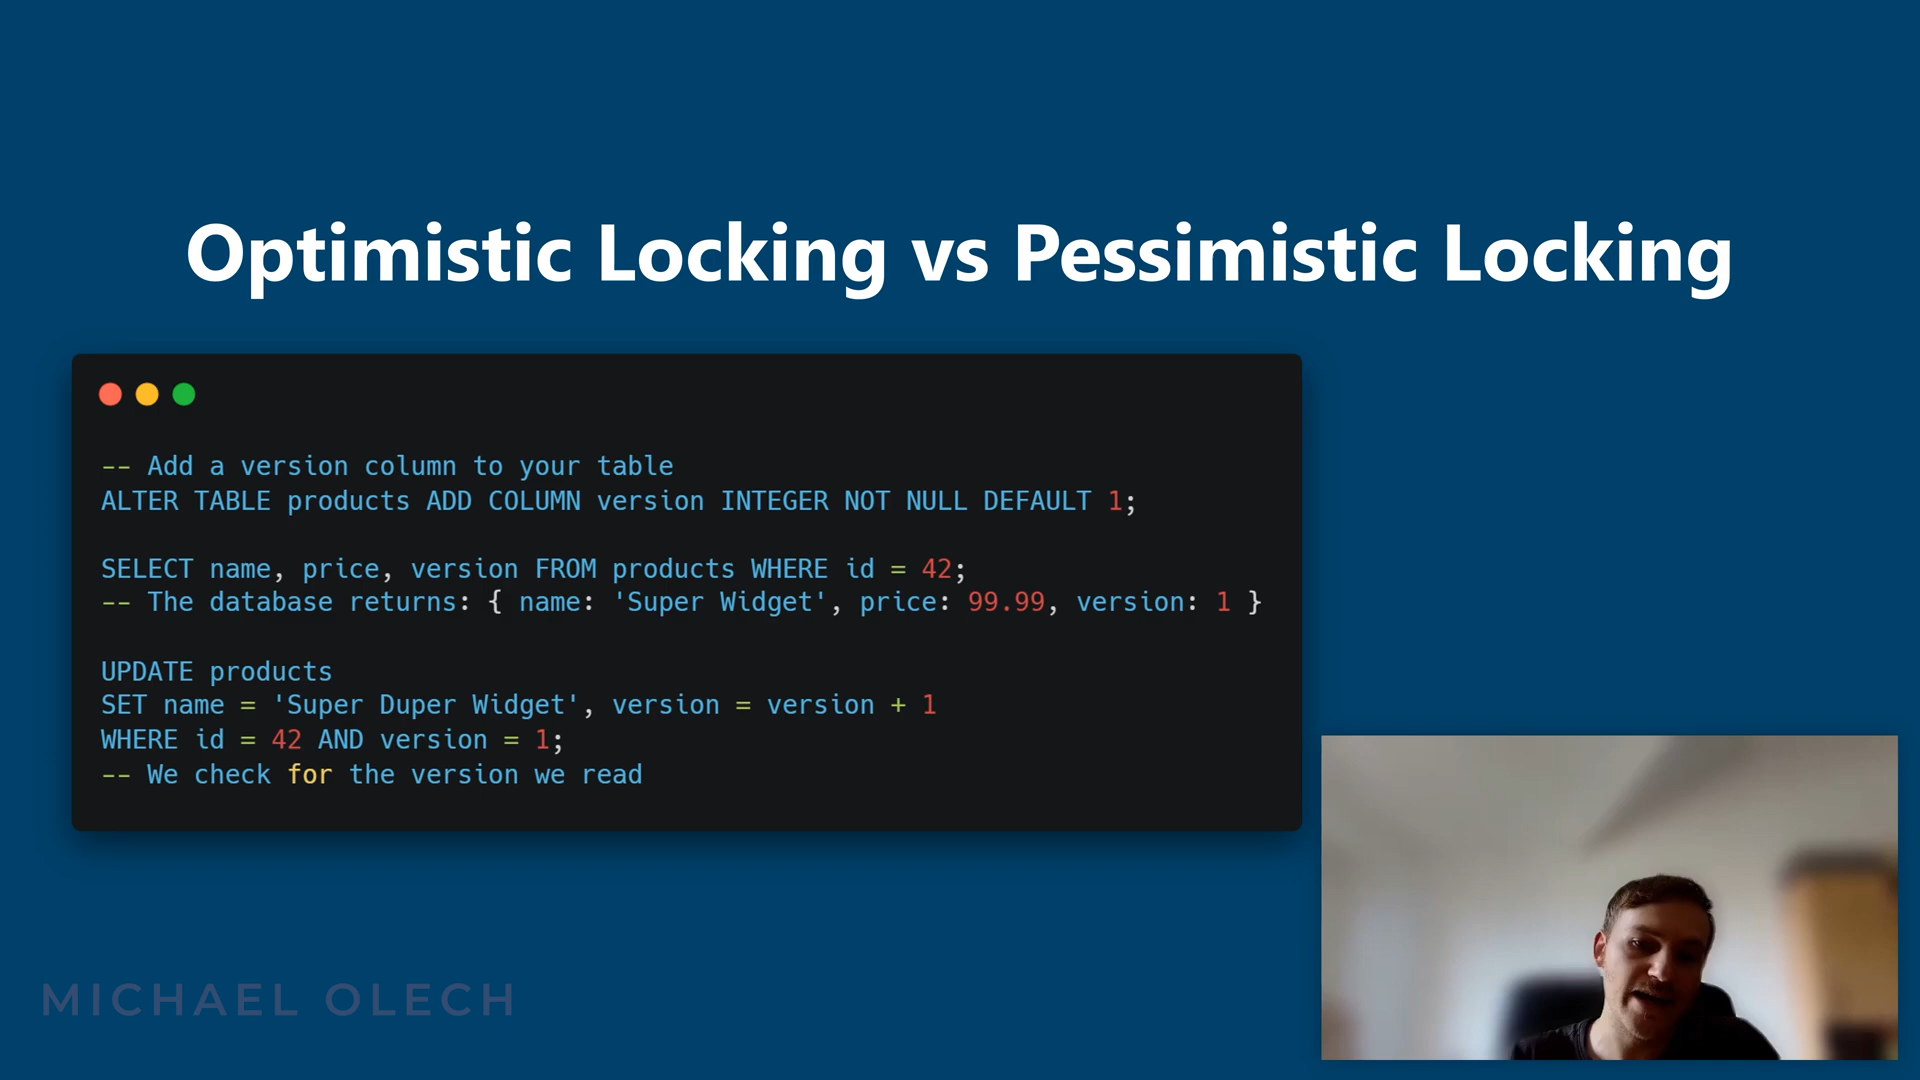 Optimistic Locking vs Pessimistic Locking
-- Add a version column to your table
ALTER TABLE products ADD COLUMN version INTEGER NOT NULL DEFAULT 1;
SELECT name, price, version FROM products WHERE id = 42;
-- The database returns: { name: 'Super Widget', price: 99.99, version: 1 }
UPDATE products
SET name = 'Super Duper Widget', version = version + 1
WHERE id = 42 AND version = 1;
-- We check for the version we read
MICHAEL OLECH